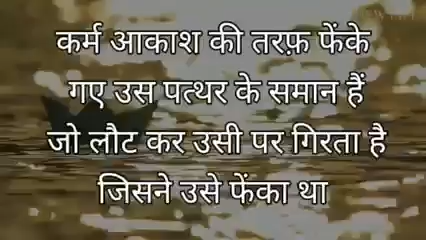 कर्म आकाश की तरफ़ फेंके
गए उस पत्थर के समान हैं
जो लौट कर उसी पर गिरता है
जिसने उसे फेंका था